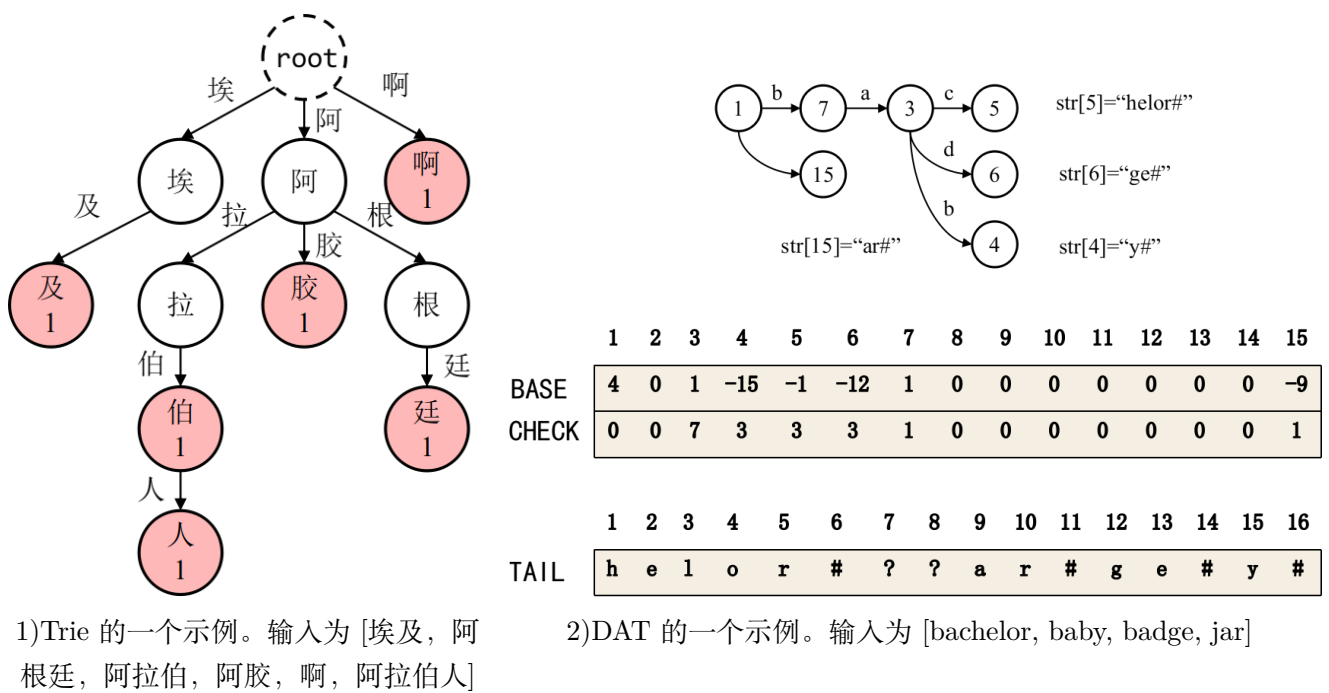 root
埃
阿
啊
埃
阿
啊
1
及
拉
胶
根
及
1
拉
胶
1
根
伯
廷
伯
1
廷
1
人
人
1
1)Trie 的一个示例。输入为 [埃及，阿
根廷，阿拉伯，阿胶，啊，阿拉伯人]
1 b 7 a 3 c 5 str[5]=“helor#”
15 d 6 str[6]=“ge#”
b
str[15]=“ar#” 4 str[4]=“y#”
1 2 3 4 5 6 7 8 9 10 11 12 13 14 15
BASE 4 0 1 -15 -1 -12 1 0 0 0 0 0 0 0 -9
CHECK 0 0 7 3 3 3 1 0 0 0 0 0 0 0 1
1 2 3 4 5 6 7 8 9 10 11 12 13 14 15 16
TAIL h e l o r # ? ? a r # g e # y #
2)DAT 的一个示例。输入为 [bachelor, baby, badge, jar]